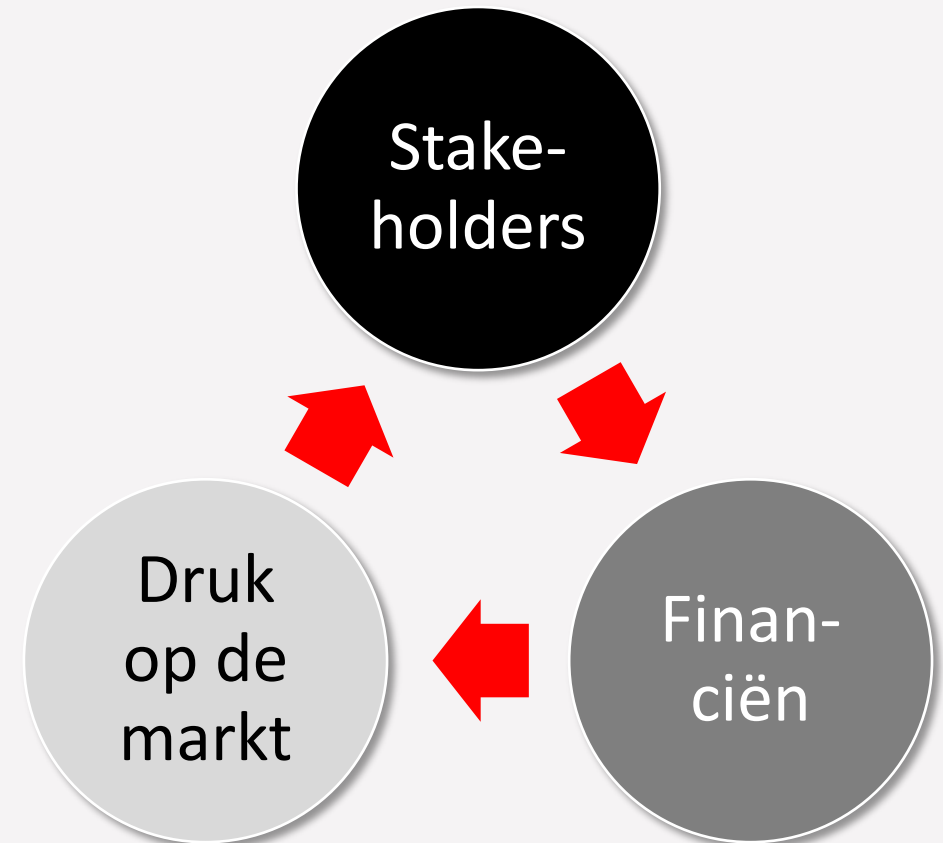 Stake-
holders
Druk
op de
markt
Finan-
ciën